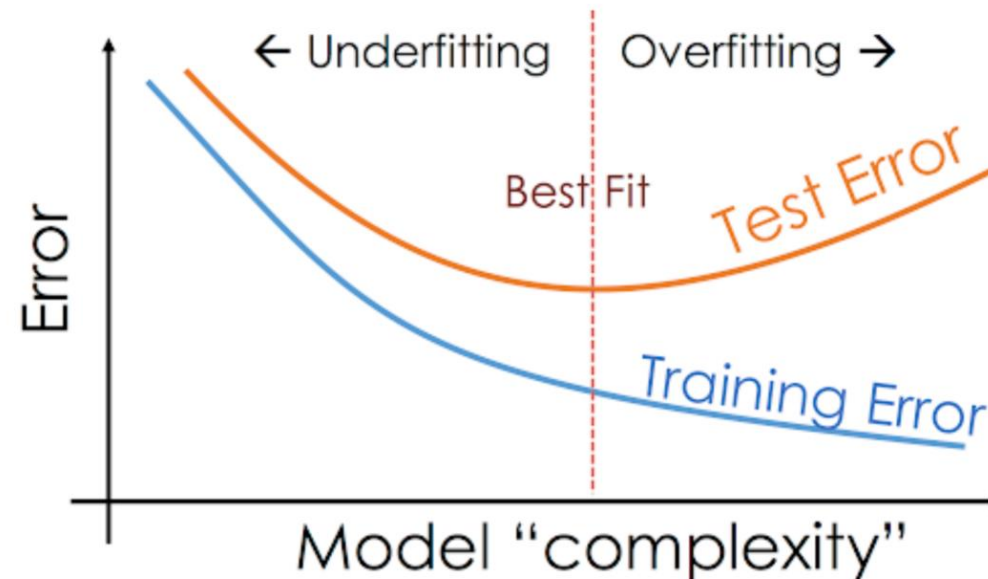 ← Underfitting
Overfitting →
Best Fit
Test Error
Error
Training Error
Model “complexity”